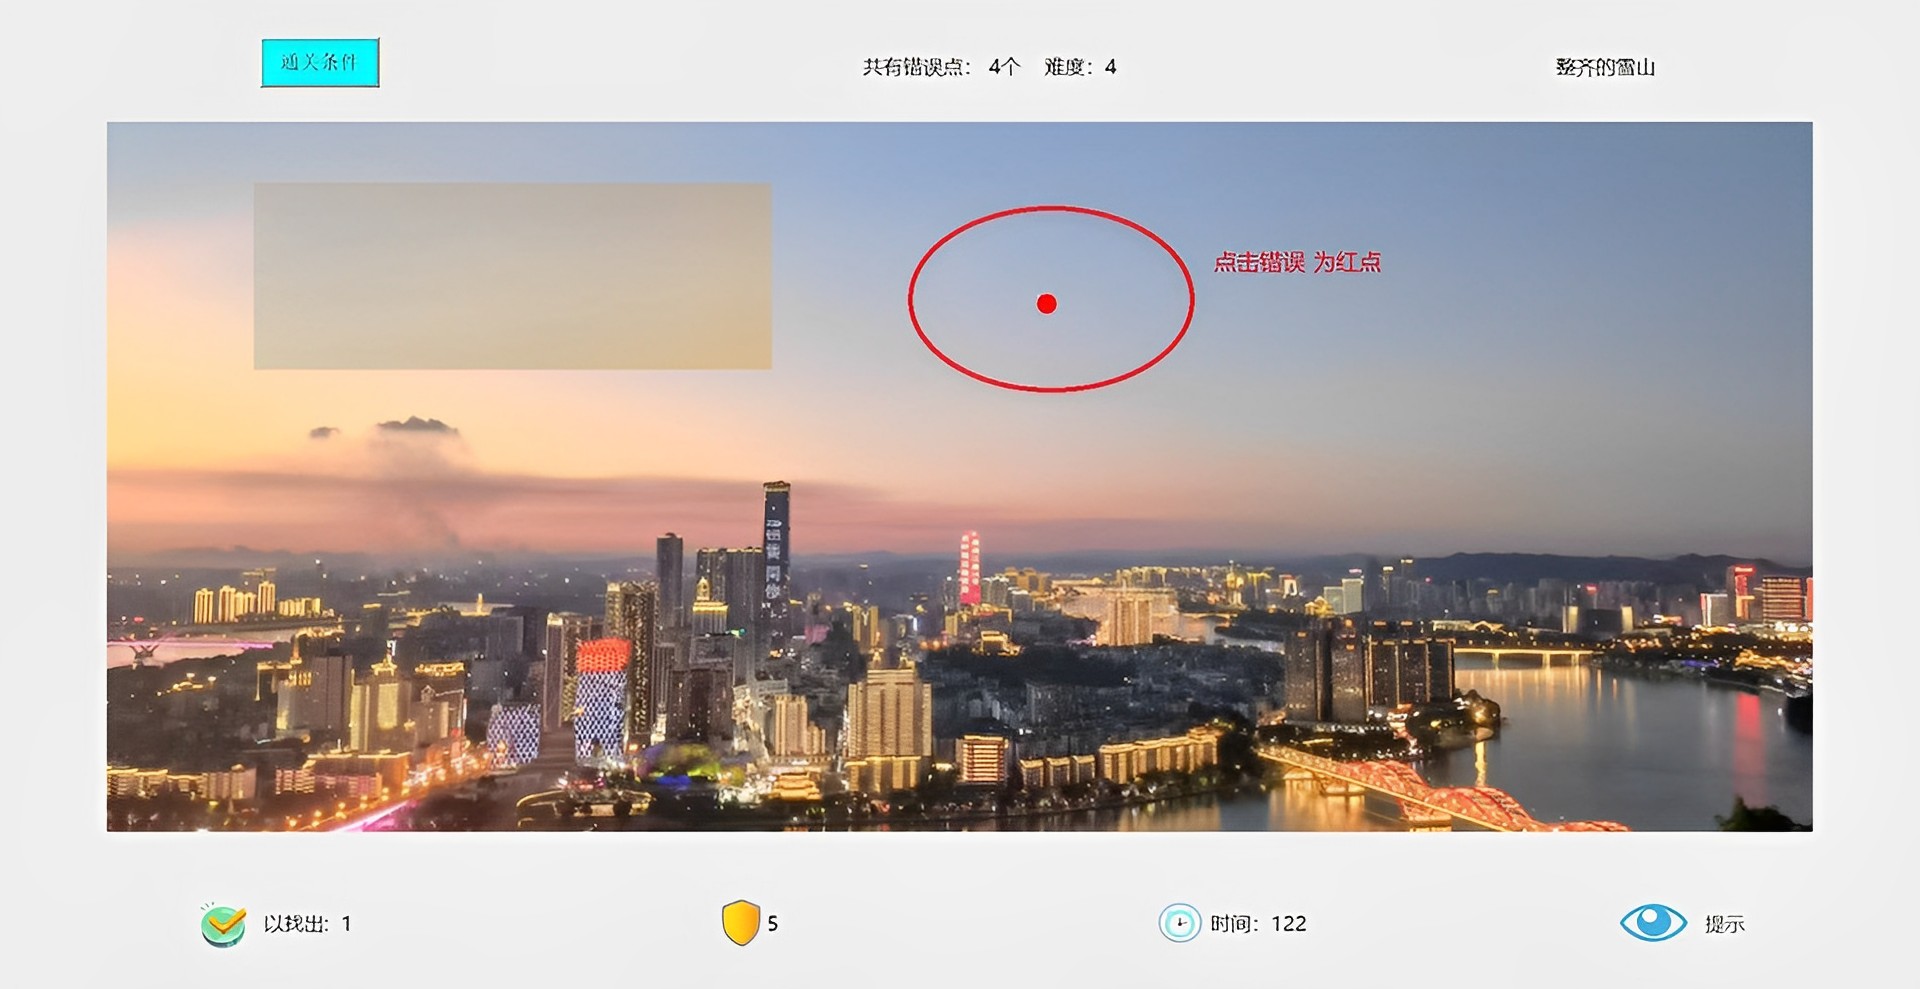 通关条件
共有错误点： 4个 难度：4
整齐的雪山
点击错误 为红点
以找出：1
5
时间：122
提示